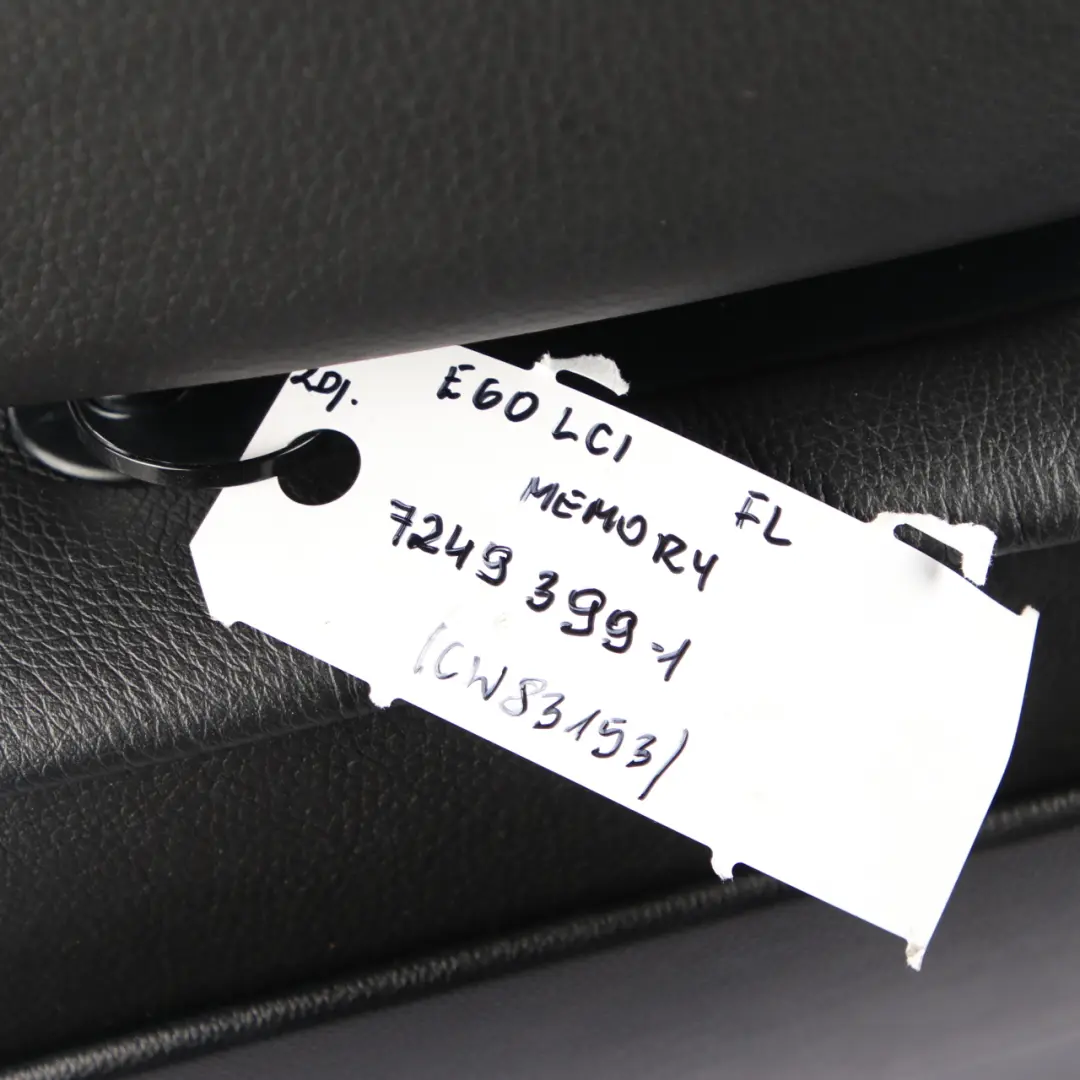 E60 LCI FL
MEMORY
7249 399-1
(CW83153)